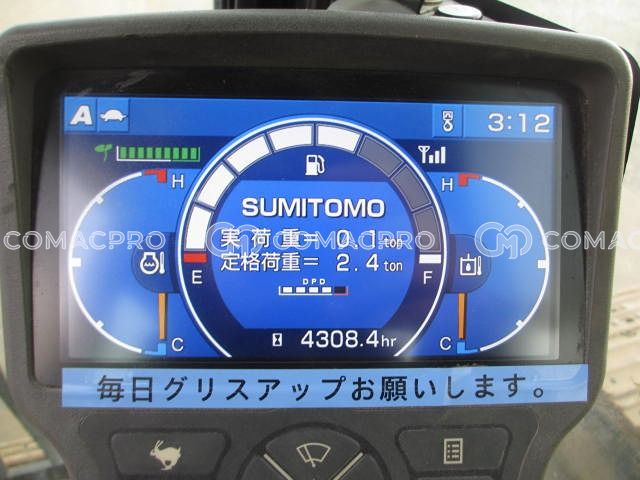 A 3:12
H H
SUMITOMO
COMACPRO COMACPRO COMACPRO
実 荷 重 = 0.1 ton
定格荷重 = 2.4 ton
E F
DPD
C 4308.4hr C
毎日グリスアップお願いします。